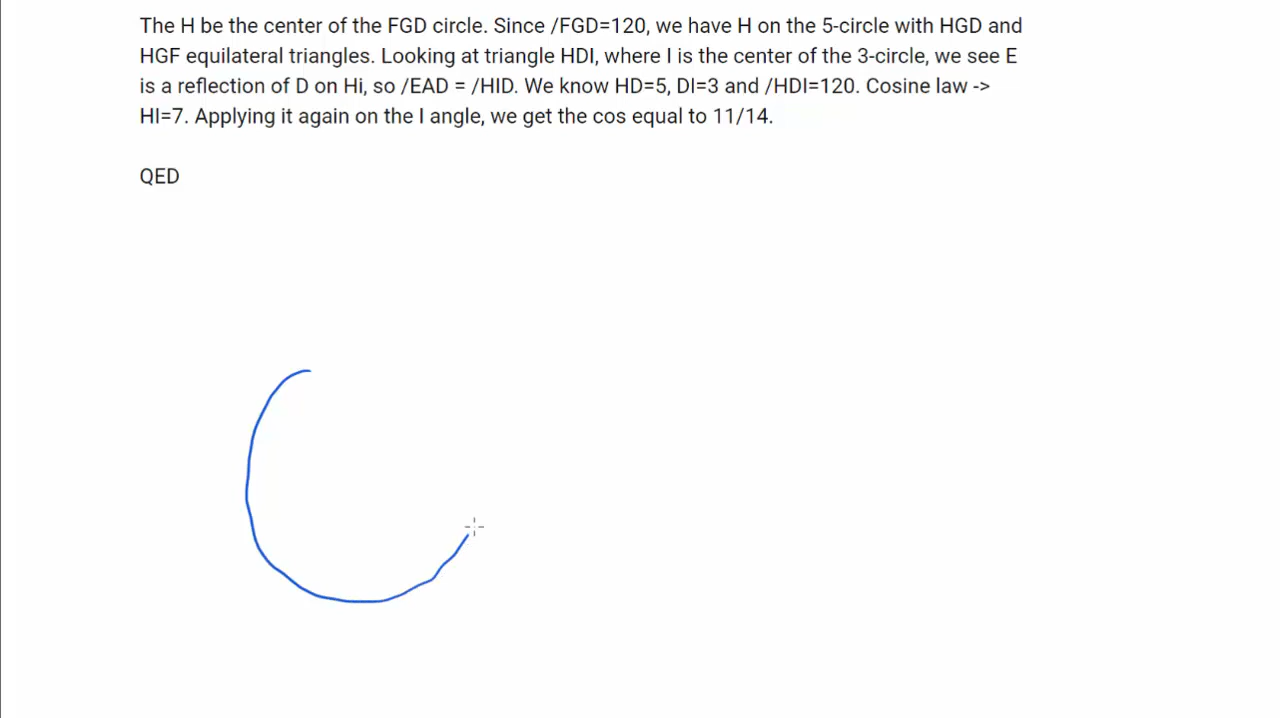 The H be the center of the FGD circle. Since /FGD=120, we have H on the 5-circle with HGD and
HGF equilateral triangles. Looking at triangle HDI, where I is the center of the 3-circle, we see E
is a reflection of D on Hi, so /EAD = /HID. We know HD=5, DI=3 and /HDI=120. Cosine law ->
HI=7. Applying it again on the I angle, we get the cos equal to 11/14.
QED